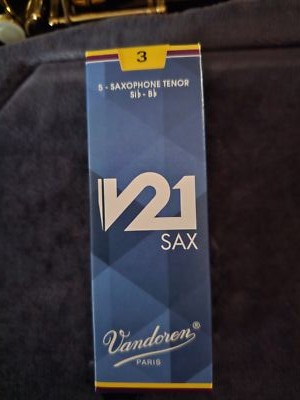 3
5 - SAXOPHONE TENOR
Sib - Bb
V21
SAX
Vandoren®
PARIS